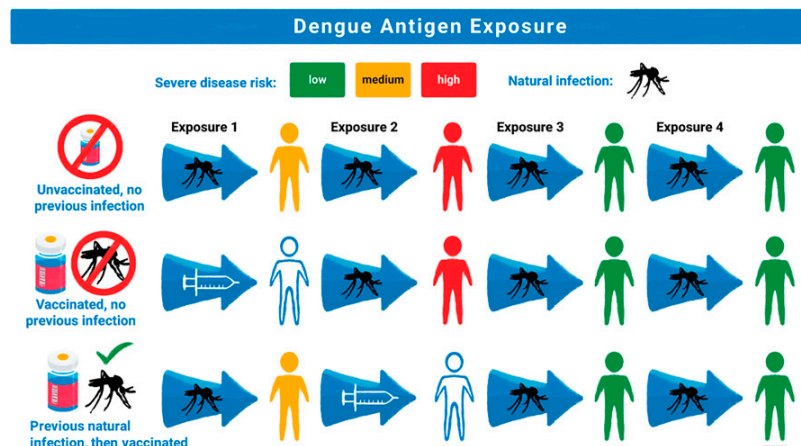 Dengue Antigen Exposure
Severe disease risk:
low
medium
high
Natural infection:
Exposure 1
Exposure 2
Exposure 3
Exposure 4
Unvaccinated, no
previous infection
Vaccinated, no
previous infection
Previous natural
infection, then vaccinated